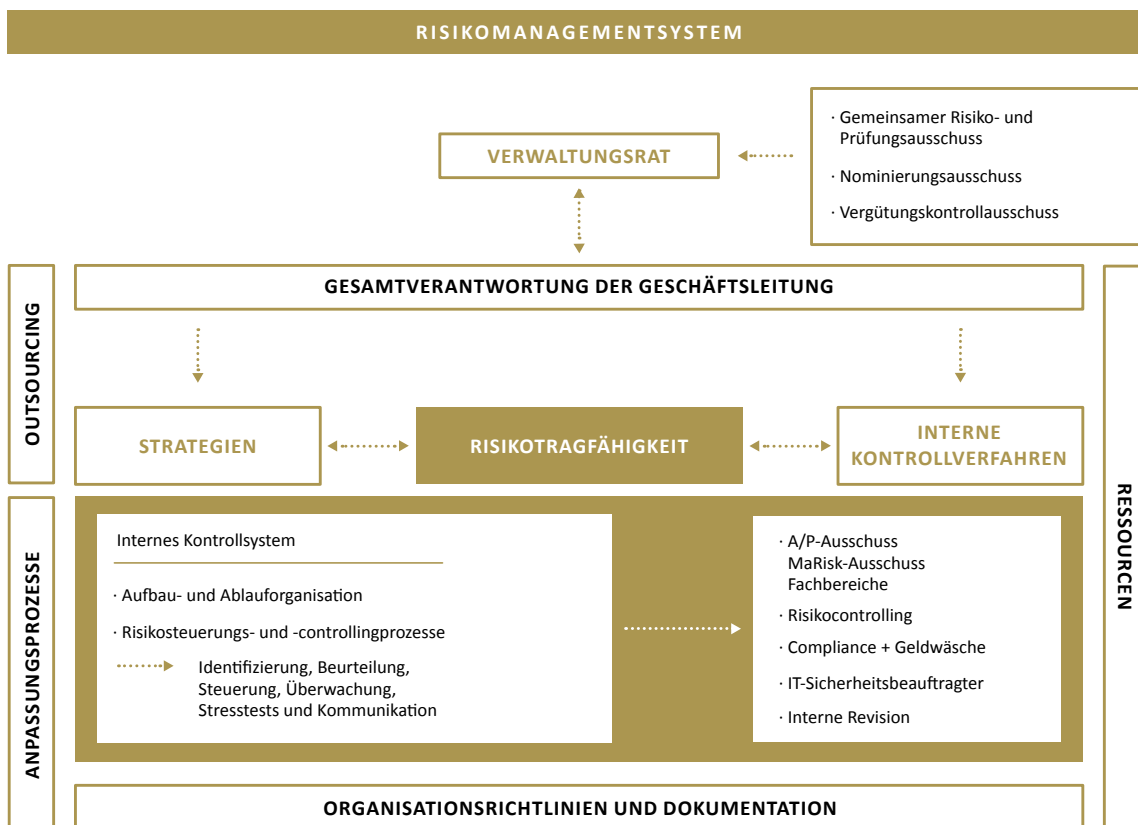 RISIKOMANAGEMENTSYSTEM
· Gemeinsamer Risiko- und
Prüfungsausschuss
· Nominierungsausschuss
· Vergütungskontrollausschuss
VERWALTUNGSRAT
GESAMTVERANTWORTUNG DER GESCHÄFTSLEITUNG
OUTSOURCING
STRATEGIEN
RISIKOTRAGFÄHIGKEIT
INTERNE
KONTROLLVERFAHREN
RESSOURCEN
ANPASSUNGSPROZESSE
Internes Kontrollsystem
· Aufbau- und Ablauforganisation
· Risikosteuerungs- und -controllingprozesse
Identifizierung, Beurteilung,
Steuerung, Überwachung,
Stresstests und Kommunikation
· A/P-Ausschuss
MaRisk-Ausschuss
Fachbereiche
· Risikocontrolling
· Compliance + Geldwäsche
· IT-Sicherheitsbeauftragter
· Interne Revision
ORGANISATIONSRICHTLINIEN UND DOKUMENTATION